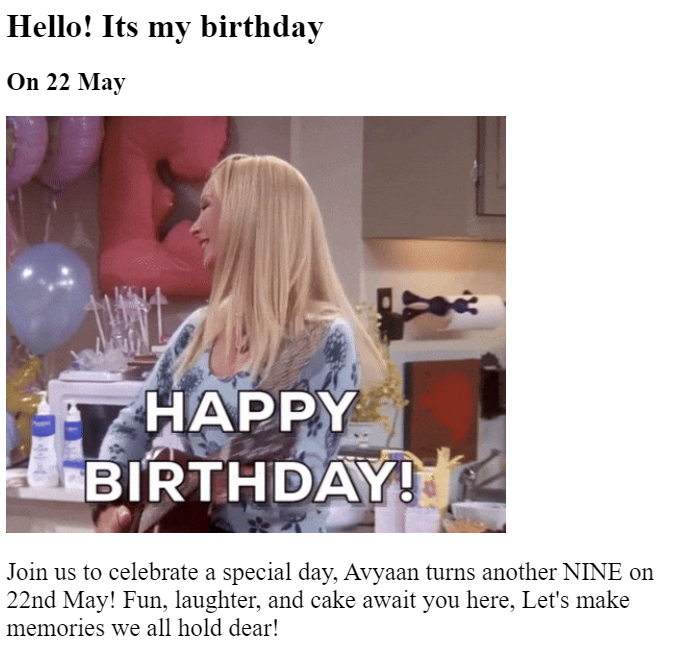 Hello! Its my birthday
On 22 May
HAPPY
BIRTHDAY!
Join us to celebrate a special day, Avyaan turns another NINE on
22nd May! Fun, laughter, and cake await you here, Let's make
memories we all hold dear!